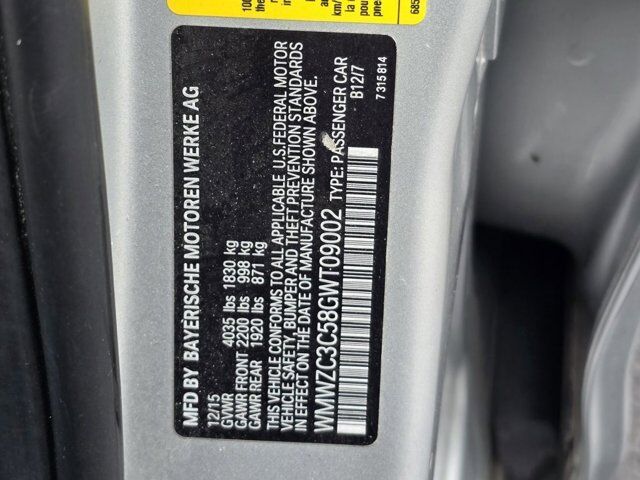 MFD BY BAYERISCHE MOTOREN WERKE AG
12/15
GVWR 4035 lbs 1830 kg
GAWR FRONT 2200 lbs 998 kg
GAWR REAR 1920 lbs 871 kg
THIS VEHICLE CONFORMS TO ALL APPLICABLE U.S. FEDERAL MOTOR
VEHICLE SAFETY, BUMPER AND THEFT PREVENTION STANDARDS
IN EFFECT ON THE DATE OF MANUFACTURE SHOWN ABOVE.
WMWZC3C58GWT09002 TYPE: PASSENGER CAR
B12/7
7 315 814